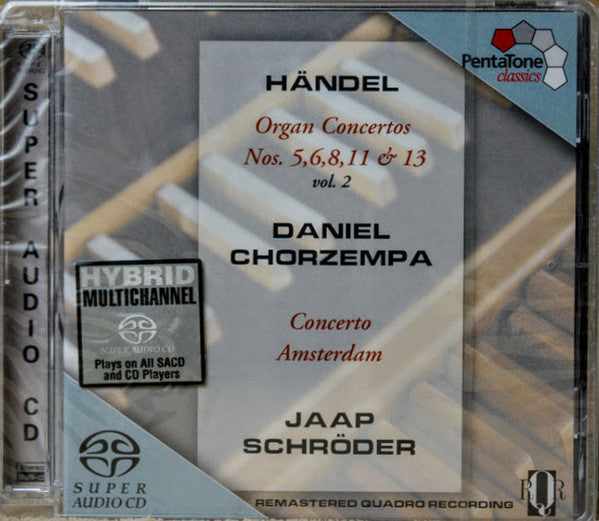 PentaTone
classics
HÄNDEL
Organ Concertos
Nos. 5,6,8,11 & 13
vol. 2
DANIEL
CHORZEMPA
Concerto
Amsterdam
JAAP
SCHRÖDER
HYBRID
MULTICHANNEL
SUPER AUDIO CD
Plays on All SACD
and CD Players
SUPER AUDIO CD
SUPER
AUDIO CD
REMASTERED QUADRO RECORDING
RQR
Stereo